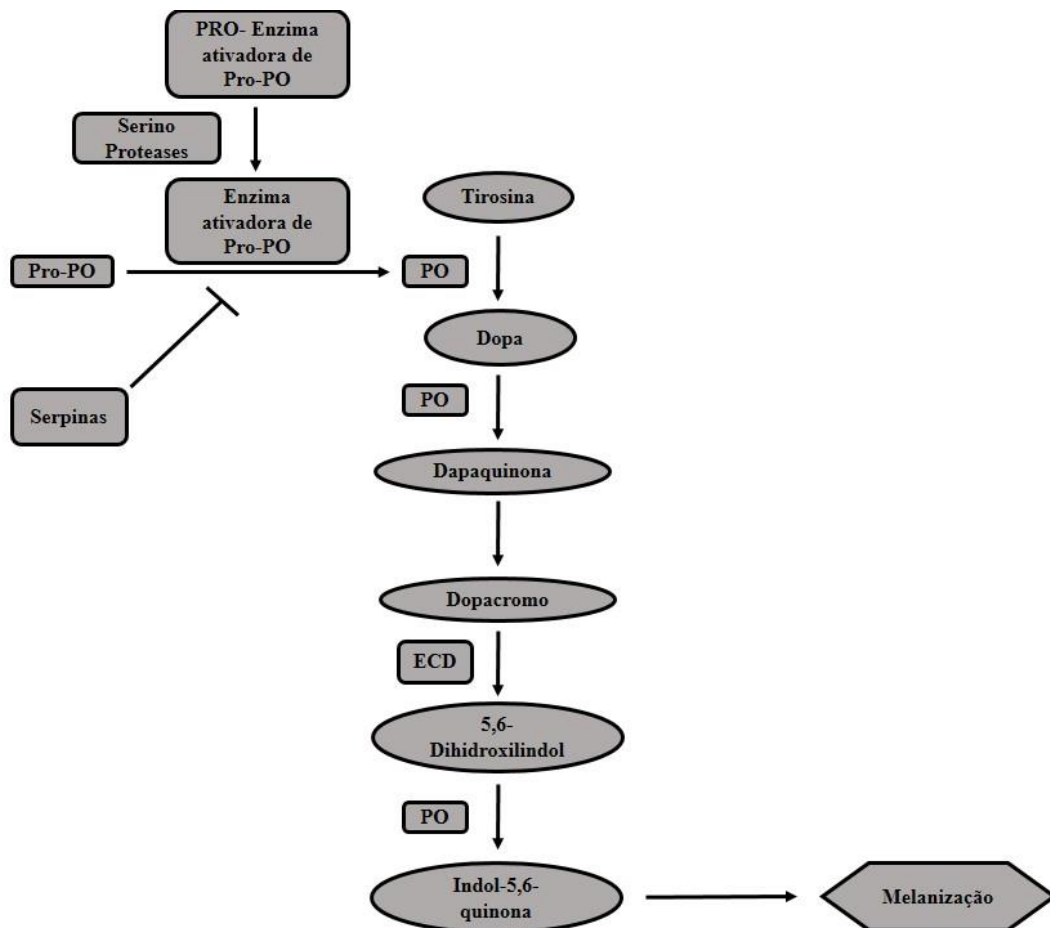 PRO- Enzima
ativadora de
Pro-PO
Serino
Proteases
Enzima
ativadora de
Pro-PO
Tirosina
Pro-PO
PO
Dopa
Serpinas
PO
Dapaquinona
Dopacromo
ECD
5,6-
Dihidroxilindol
PO
Indol-5,6-
quinona
Melanização